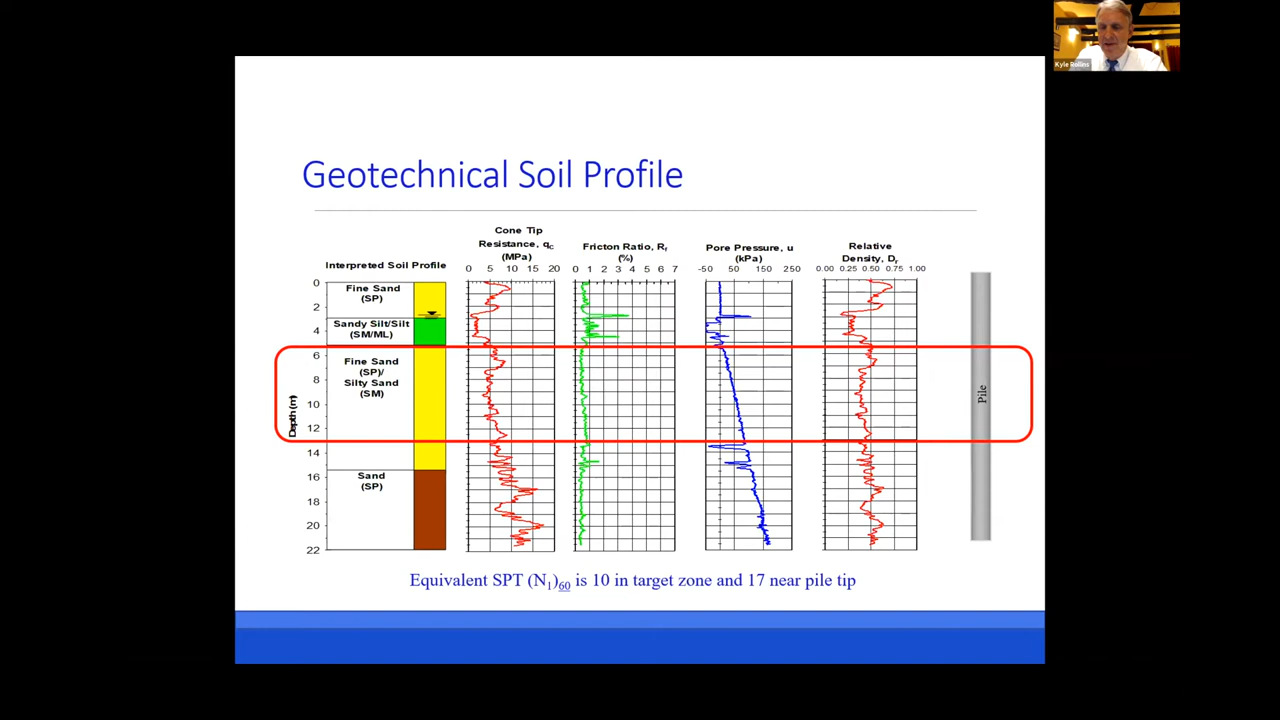 Kyle Rollins
Geotechnical Soil Profile
Interpreted Soil Profile
Cone Tip
Resistance, qc
(MPa)
0 5 10 15 20
Fricton Ratio, Rf
(%)
0 1 2 3 4 5 6 7
Pore Pressure, u
(kPa)
-50 50 150 250
Relative
Density, Dr
0.00 0.25 0.50 0.75 1.00
Depth (m)
0
2
4
6
8
10
12
14
16
18
20
22
Fine Sand
(SP)
Sandy Silt/Silt
(SM/ML)
Fine Sand
(SP)/
Silty Sand
(SM)
Sand
(SP)
Pile
Equivalent SPT (N1)60 is 10 in target zone and 17 near pile tip